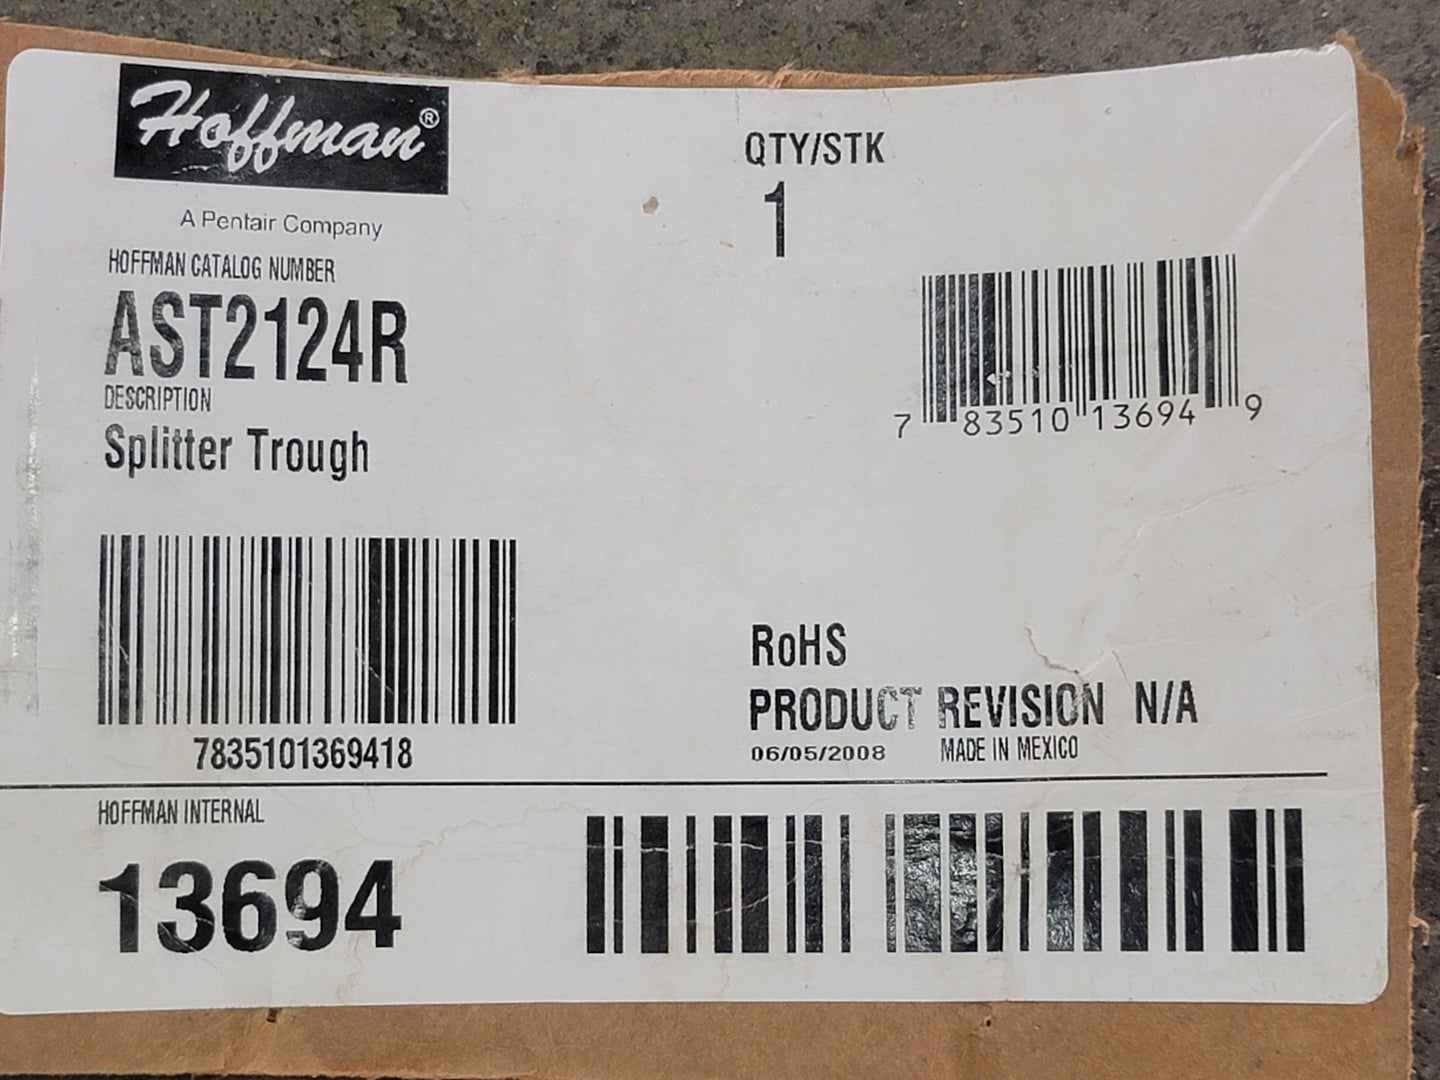 Hoffman®
A Pentair Company
HOFFMAN CATALOG NUMBER
AST2124R
DESCRIPTION
Splitter Trough
7835101369418
QTY/STK
1
7 83510 13694 9
RoHS
PRODUCT REVISION N/A
06/05/2008 MADE IN MEXICO
HOFFMAN INTERNAL
13694